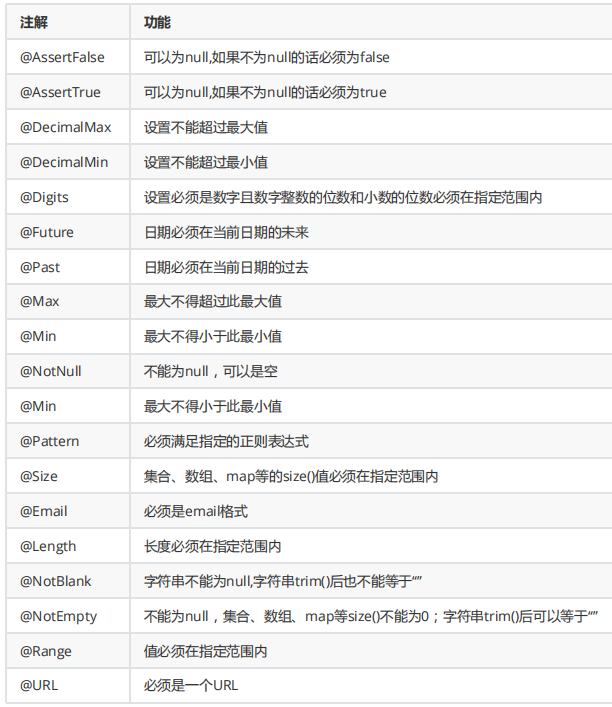 注解 功能
@AssertFalse 可以为null,如果不为null的话必须为false
@AssertTrue 可以为null,如果不为null的话必须为true
@DecimalMax 设置不能超过最大值
@DecimalMin 设置不能超过最小值
@Digits 设置必须是数字且数字整数的位数和小数的位数必须在指定范围内
@Future 日期必须在当前日期的未来
@Past 日期必须在当前日期的过去
@Max 最大不得超过此最大值
@Min 最大不得小于此最小值
@NotNull 不能为null，可以是空
@Min 最大不得小于此最小值
@Pattern 必须满足指定的正则表达式
@Size 集合、数组、map等的size()值必须在指定范围内
@Email 必须是email格式
@Length 长度必须在指定范围内
@NotBlank 字符串不能为null,字符串trim()后也不能等于“”
@NotEmpty 不能为null，集合、数组、map等size()不能为0；字符串trim()后可以等于“”
@Range 值必须在指定范围内
@URL 必须是一个URL